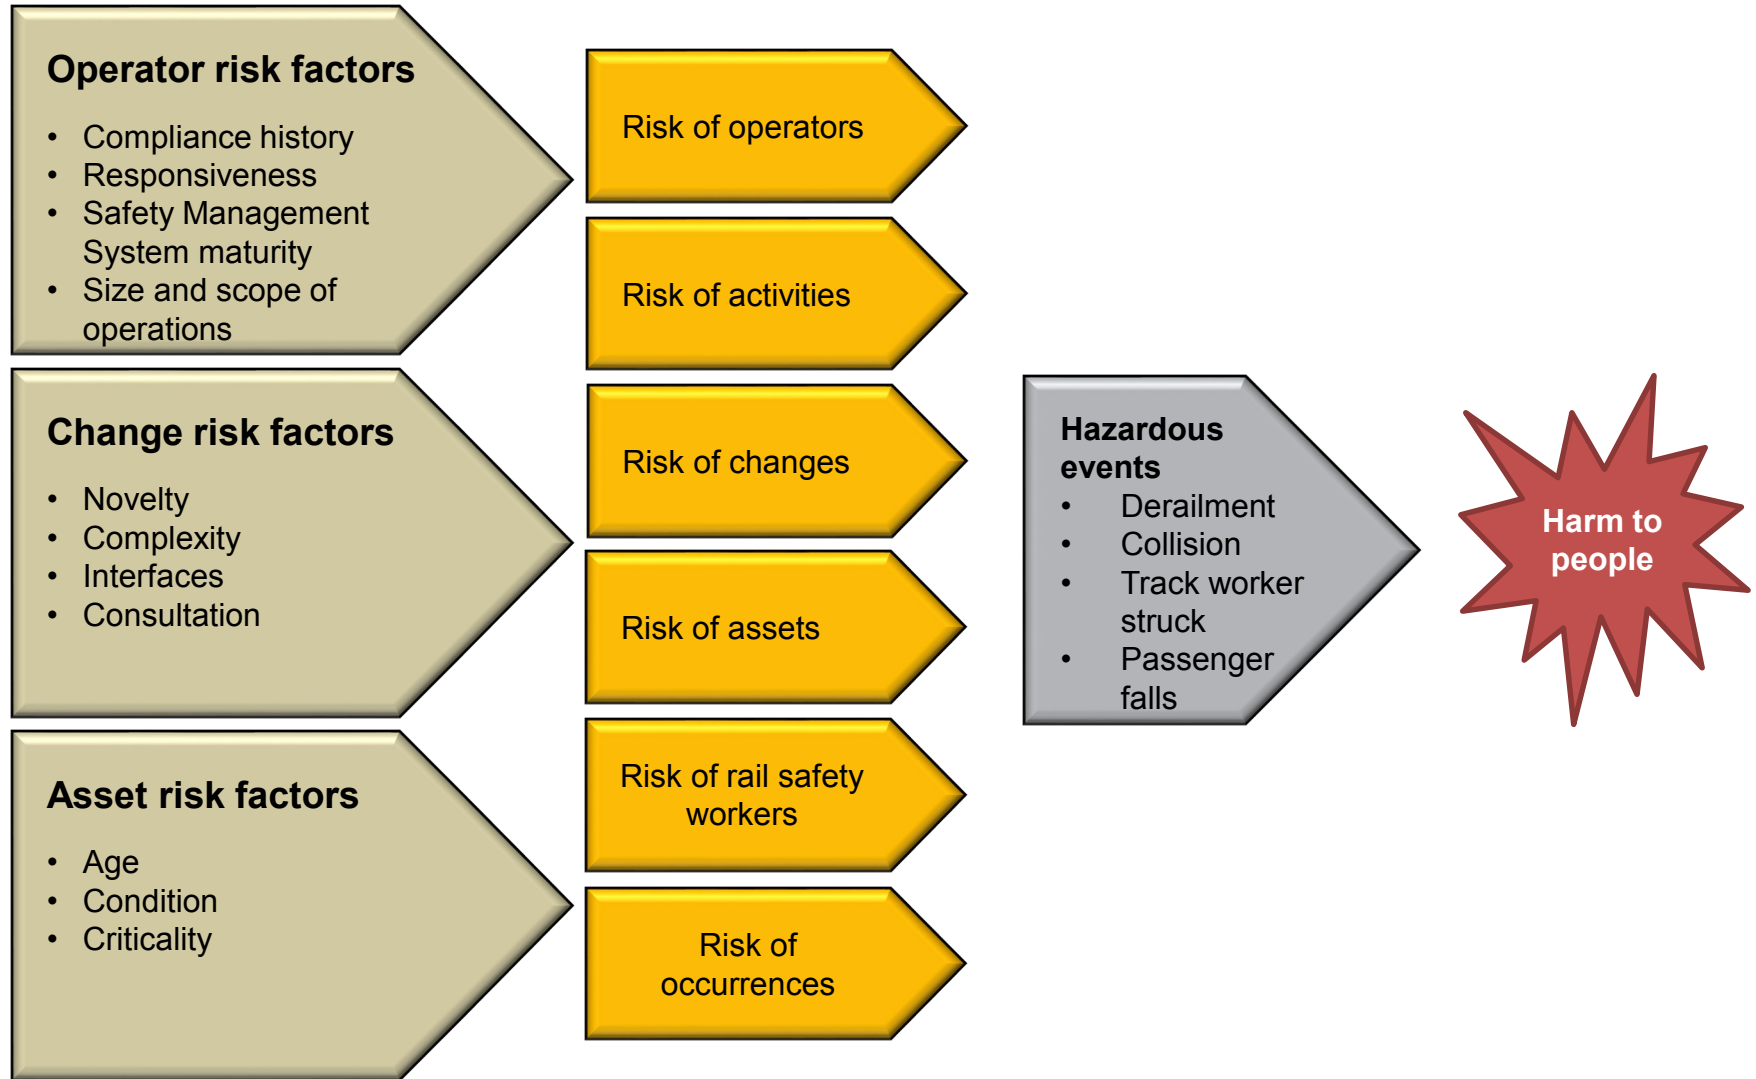 Operator risk factors
• Compliance history
• Responsiveness
• Safety Management
System maturity
• Size and scope of
operations
Change risk factors
• Novelty
• Complexity
• Interfaces
• Consultation
Asset risk factors
• Age
• Condition
• Criticality
Risk of operators
Risk of activities
Risk of changes
Risk of assets
Risk of rail safety
workers
Risk of
occurrences
Hazardous
events
• Derailment
• Collision
• Track worker
struck
• Passenger
falls
Harm to
people